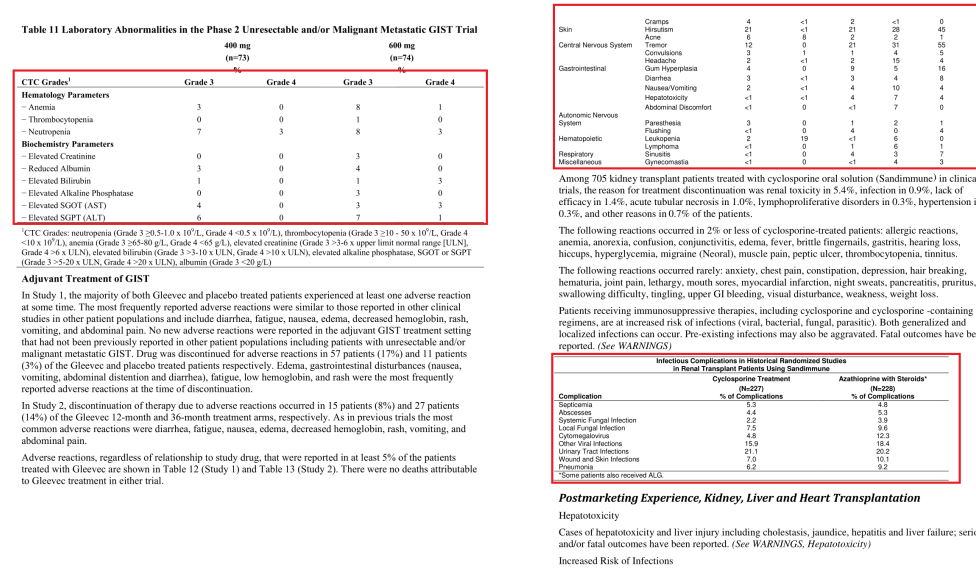 Table 11 Laboratory Abnormalities in the Phase 2 Unresectable and/or Malignant Metastatic GIST Trial
400 mg 600 mg
(n=73) (n=74)
% %
CTC Grades¹ Grade 3 Grade 4 Grade 3 Grade 4
Hematology Parameters
− Anemia 3 0 8 1
− Thrombocytopenia 0 0 1 0
− Neutropenia 7 3 8 3
Biochemistry Parameters
− Elevated Creatinine 0 0 3 0
− Reduced Albumin 3 0 4 0
− Elevated Bilirubin 1 0 1 3
− Elevated Alkaline Phosphatase 0 0 3 0
− Elevated SGOT (AST) 4 0 3 3
− Elevated SGPT (ALT) 6 0 7 1
¹CTC Grades: neutropenia (Grade 3 ≥0.5-1.0 x 10⁹/L, Grade 4 <0.5 x 10⁹/L), thrombocytopenia (Grade 3 ≥10 - 50 x 10⁹/L, Grade 4
<10 x 10⁹/L), anemia (Grade 3 ≥65-80 g/L, Grade 4 <65 g/L), elevated creatinine (Grade 3 >3-6 x upper limit normal range [ULN],
Grade 4 >6 x ULN), elevated bilirubin (Grade 3 >3-10 x ULN, Grade 4 >10 x ULN), elevated alkaline phosphatase, SGOT or SGPT
(Grade 3 >5-20 x ULN, Grade 4 >20 x ULN), albumin (Grade 3 <20 g/L)
Adjuvant Treatment of GIST
In Study 1, the majority of both Gleevec and placebo treated patients experienced at least one adverse reaction
at some time. The most frequently reported adverse reactions were similar to those reported in other clinical
studies in other patient populations and include diarrhea, fatigue, nausea, edema, decreased hemoglobin, rash,
vomiting, and abdominal pain. No new adverse reactions were reported in the adjuvant GIST treatment setting
that had not been previously reported in other patient populations including patients with unresectable and/or
malignant metastatic GIST. Drug was discontinued for adverse reactions in 57 patients (17%) and 11 patients
(3%) of the Gleevec and placebo treated patients respectively. Edema, gastrointestinal disturbances (nausea,
vomiting, abdominal distention and diarrhea), fatigue, low hemoglobin, and rash were the most frequently
reported adverse reactions at the time of discontinuation.
In Study 2, discontinuation of therapy due to adverse reactions occurred in 15 patients (8%) and 27 patients
(14%) of the Gleevec 12-month and 36-month treatment arms, respectively. As in previous trials the most
common adverse reactions were diarrhea, fatigue, nausea, edema, decreased hemoglobin, rash, vomiting, and
abdominal pain.
Adverse reactions, regardless of relationship to study drug, that were reported in at least 5% of the patients
treated with Gleevec are shown in Table 12 (Study 1) and Table 13 (Study 2). There were no deaths attributable
to Gleevec treatment in either trial.
Cramps 4 <1 2 <1 0
Skin Hirsutism 21 <1 21 28 45
Acne 6 8 2 2 1
Central Nervous System Tremor 12 0 21 31 55
Convulsions 3 1 1 4 5
Headache 2 <1 2 15 4
Gastrointestinal Gum Hyperplasia 4 0 9 5 16
Diarrhea 3 <1 3 4 8
Nausea/Vomiting 2 <1 4 10 4
Hepatotoxicity <1 <1 4 7 4
Abdominal Discomfort <1 0 <1 7 0
Autonomic Nervous
System Paresthesia 3 0 1 2 1
Flushing <1 0 4 0 4
Hematopoietic Leukopenia 2 19 <1 6 0
Lymphoma <1 0 1 6 1
Respiratory Sinusitis <1 0 4 3 7
Miscellaneous Gynecomastia <1 0 <1 4 3
Among 705 kidney transplant patients treated with cyclosporine oral solution (Sandimmune) in clinica
trials, the reason for treatment discontinuation was renal toxicity in 5.4%, infection in 0.9%, lack of
efficacy in 1.4%, acute tubular necrosis in 1.0%, lymphoproliferative disorders in 0.3%, hypertension i
0.3%, and other reasons in 0.7% of the patients.
The following reactions occurred in 2% or less of cyclosporine-treated patients: allergic reactions,
anemia, anorexia, confusion, conjunctivitis, edema, fever, brittle fingernails, gastritis, hearing loss,
hiccups, hyperglycemia, migraine (Neoral), muscle pain, peptic ulcer, thrombocytopenia, tinnitus.
The following reactions occurred rarely: anxiety, chest pain, constipation, depression, hair breaking,
hematuria, joint pain, lethargy, mouth sores, myocardial infarction, night sweats, pancreatitis, pruritus,
swallowing difficulty, tingling, upper GI bleeding, visual disturbance, weakness, weight loss.
Patients receiving immunosuppressive therapies, including cyclosporine and cyclosporine -containing
regimens, are at increased risk of infections (viral, bacterial, fungal, parasitic). Both generalized and
localized infections can occur. Pre-existing infections may also be aggravated. Fatal outcomes have be
reported. (See WARNINGS)
Infectious Complications in Historical Randomized Studies
in Renal Transplant Patients Using Sandimmune
Cyclosporine Treatment Azathioprine with Steroids*
(N=227) (N=228)
Complication % of Complications % of Complications
Septicemia 5.3 4.8
Abscesses 4.4 5.3
Systemic Fungal Infection 2.2 3.9
Local Fungal Infection 7.5 9.6
Cytomegalovirus 4.8 12.3
Other Viral Infections 15.9 18.4
Urinary Tract Infections 21.1 20.2
Wound and Skin Infections 7.0 10.1
Pneumonia 6.2 9.2
*Some patients also received ALG.
Postmarketing Experience, Kidney, Liver and Heart Transplantation
Hepatotoxicity
Cases of hepatotoxicity and liver injury including cholestasis, jaundice, hepatitis and liver failure; serio
and/or fatal outcomes have been reported. (See WARNINGS, Hepatotoxicity)
Increased Risk of Infections